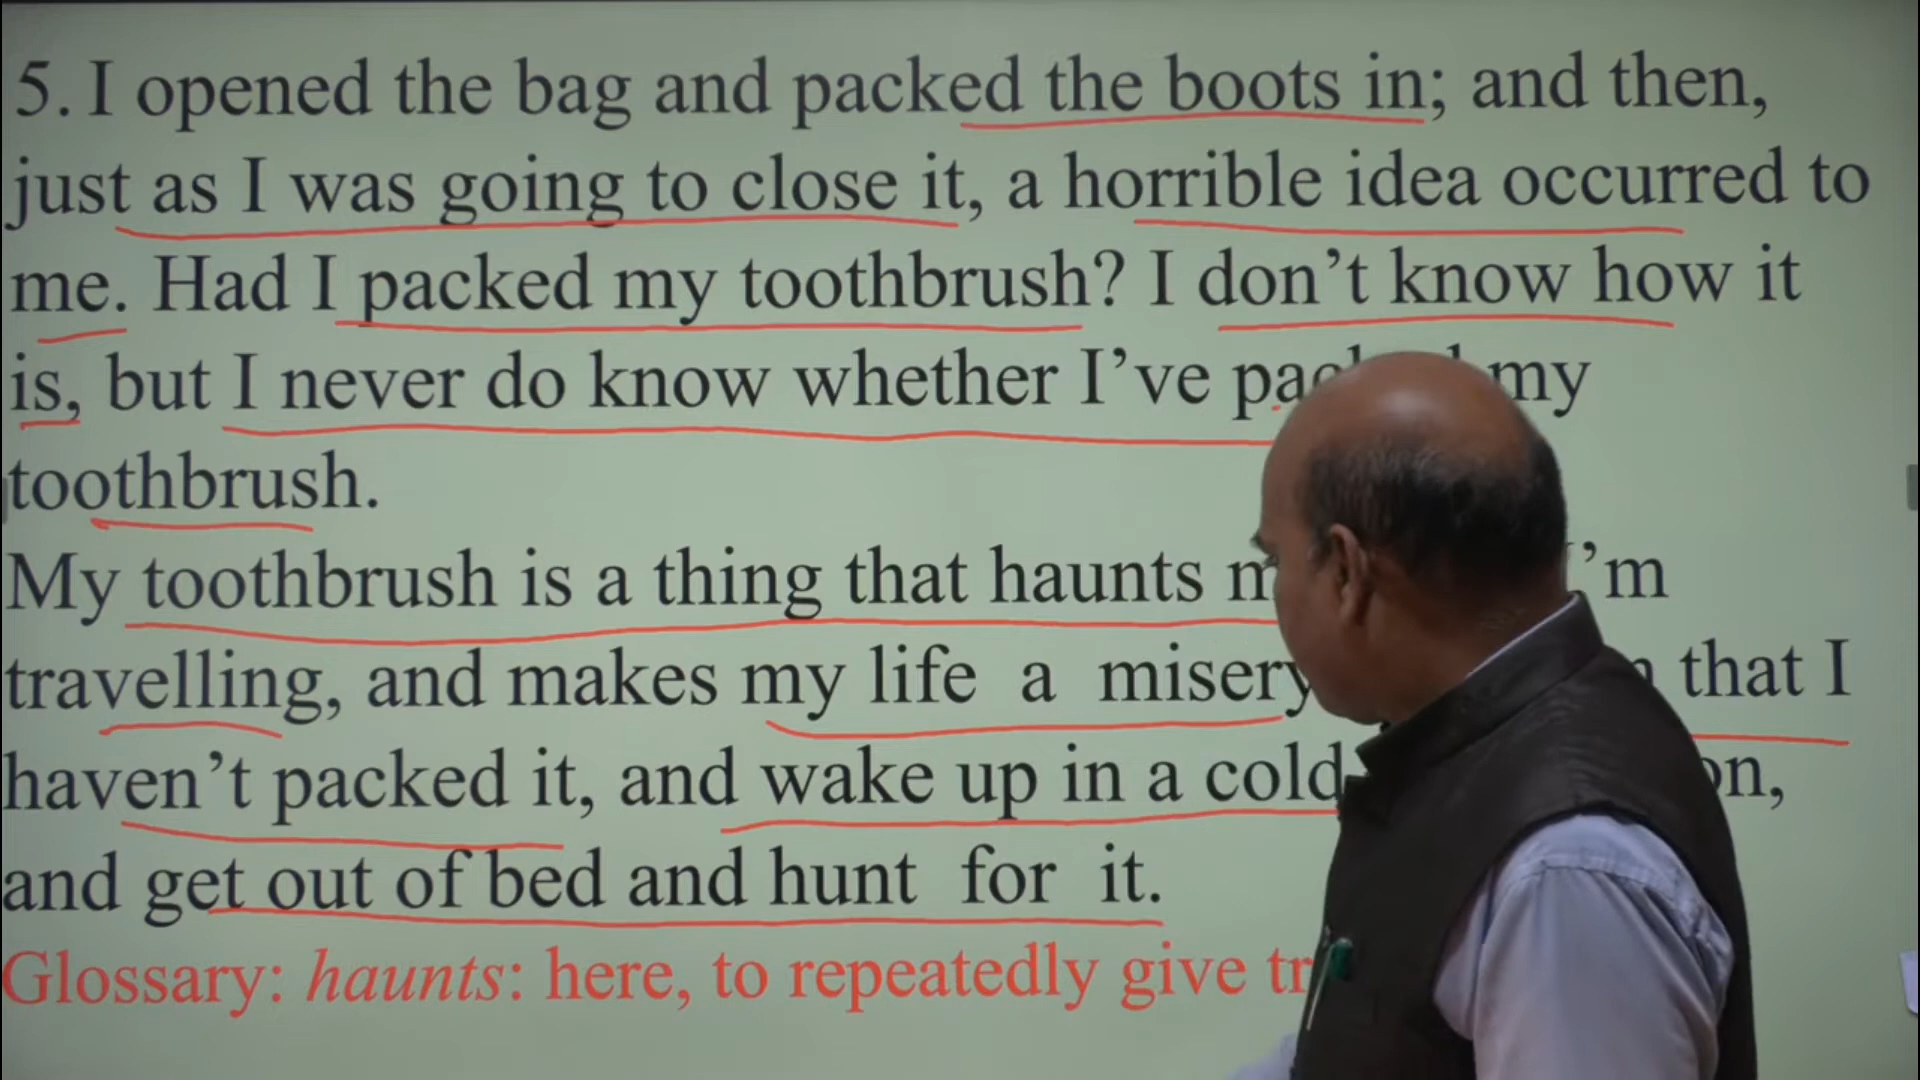 5. I opened the bag and packed the boots in; and then,
just as I was going to close it, a horrible idea occurred to
me. Had I packed my toothbrush? I don’t know how it
is, but I never do know whether I’ve my
toothbrush.
My toothbrush is a thing that haunts I’m
travelling, and makes my life a misery that I
haven’t packed it, and wake up in a cold
and get out of bed and hunt for it.
Glossary: haunts: here, to repeatedly give